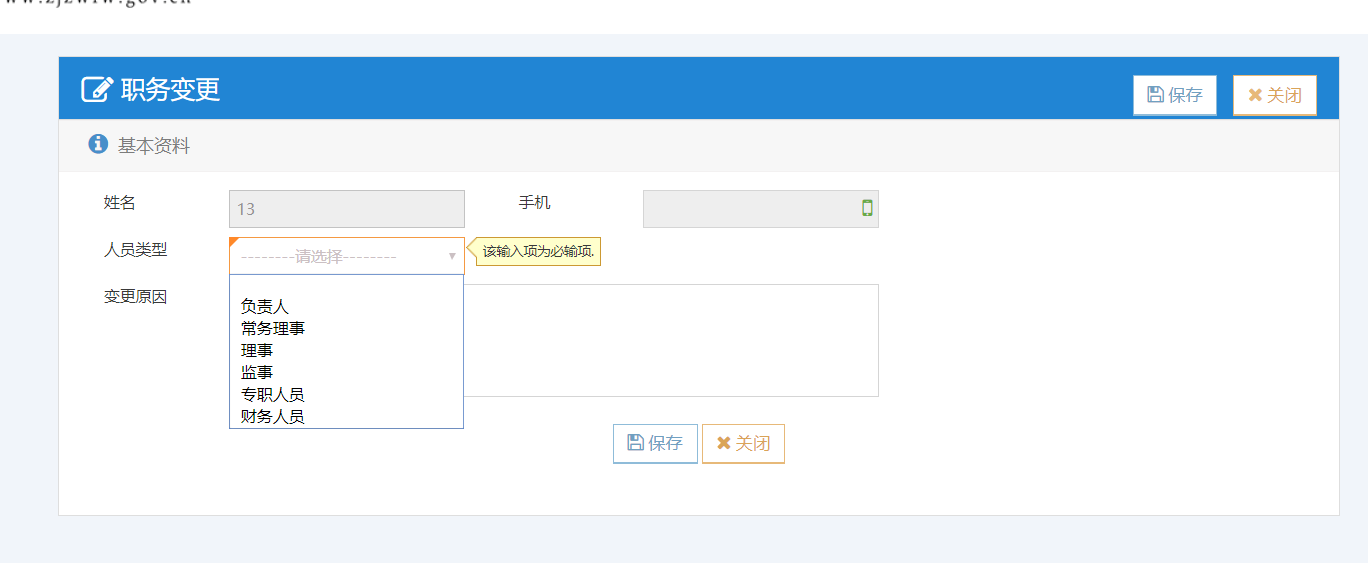 职务变更
保存 关闭
基本资料
姓名 13 手机
人员类型 --------请选择-------- 该输入项为必输项.
变更原因
负责人
常务理事
理事
监事
专职人员
财务人员
保存 关闭